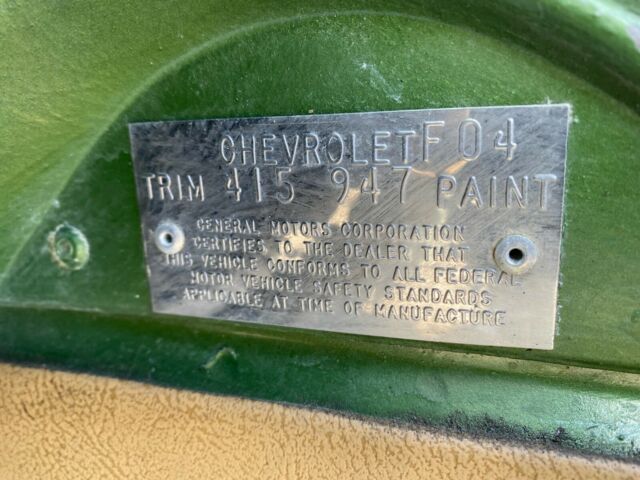 CHEVROLET F04
TRIM 415 947 PAINT
GENERAL MOTORS CORPORATION
CERTIFIES TO THE DEALER THAT
THIS VEHICLE CONFORMS TO ALL FEDERAL
MOTOR VEHICLE SAFETY STANDARDS
APPLICABLE AT TIME OF MANUFACTURE